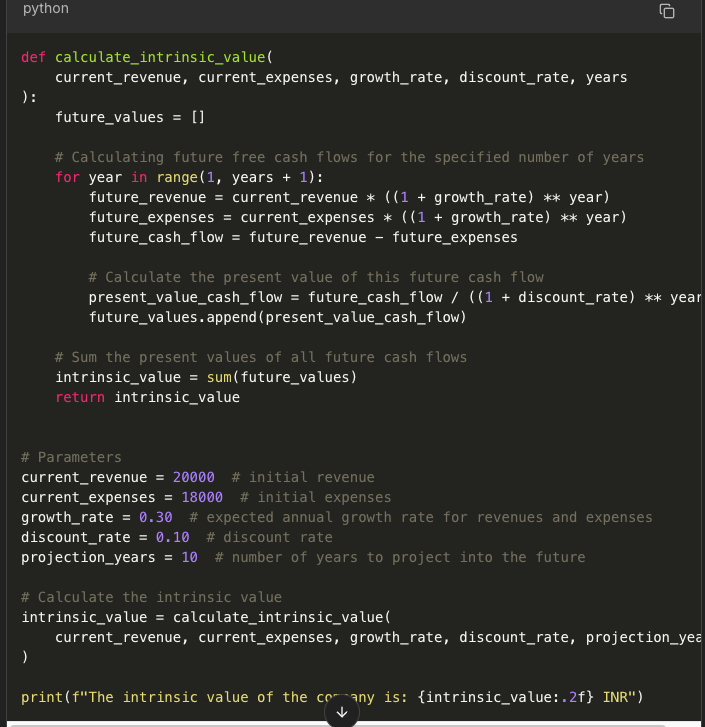 python
def calculate_intrinsic_value(
    current_revenue, current_expenses, growth_rate, discount_rate, years
):
    future_values = []
    # Calculating future free cash flows for the specified number of years
    for year in range(1, years + 1):
        future_revenue = current_revenue * ((1 + growth_rate) ** year)
        future_expenses = current_expenses * ((1 + growth_rate) ** year)
        future_cash_flow = future_revenue - future_expenses
        # Calculate the present value of this future cash flow
        present_value_cash_flow = future_cash_flow / ((1 + discount_rate) ** year
        future_values.append(present_value_cash_flow)
    # Sum the present values of all future cash flows
    intrinsic_value = sum(future_values)
    return intrinsic_value
# Parameters
current_revenue = 20000  # initial revenue
current_expenses = 18000  # initial expenses
growth_rate = 0.30  # expected annual growth rate for revenues and expenses
discount_rate = 0.10  # discount rate
projection_years = 10  # number of years to project into the future
# Calculate the intrinsic value
intrinsic_value = calculate_intrinsic_value(
    current_revenue, current_expenses, growth_rate, discount_rate, projection_yea
)
print(f"The intrinsic value of the company is: {intrinsic_value:.2f} INR")